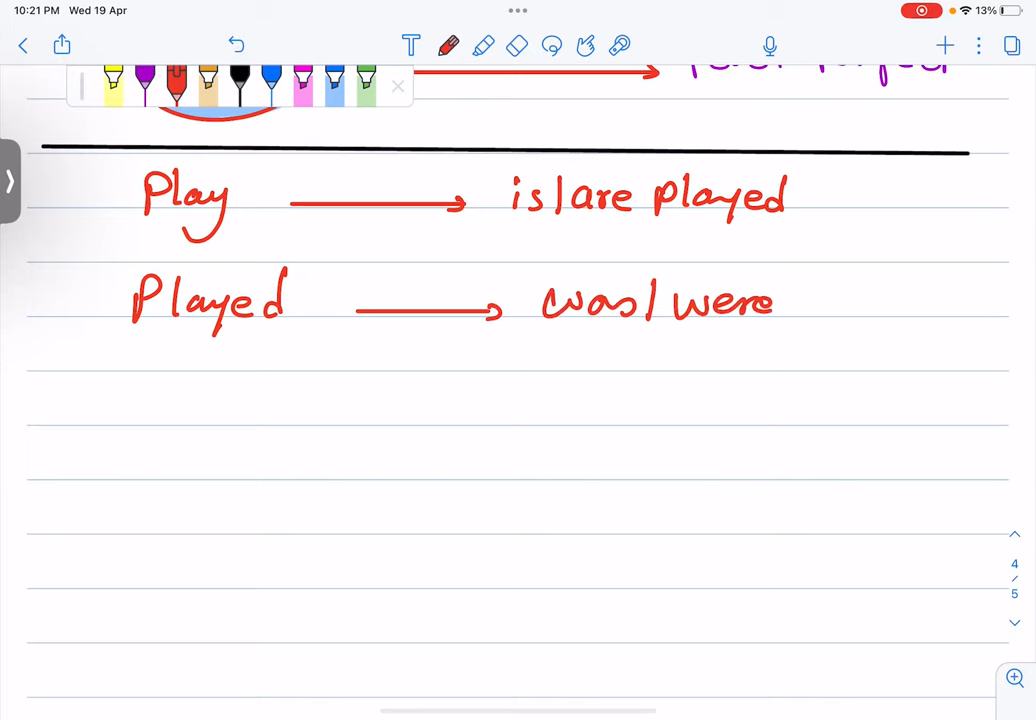 10:21 PM Wed 19 Apr
13%
Play → is/are played
Played → was/were
4
/
5